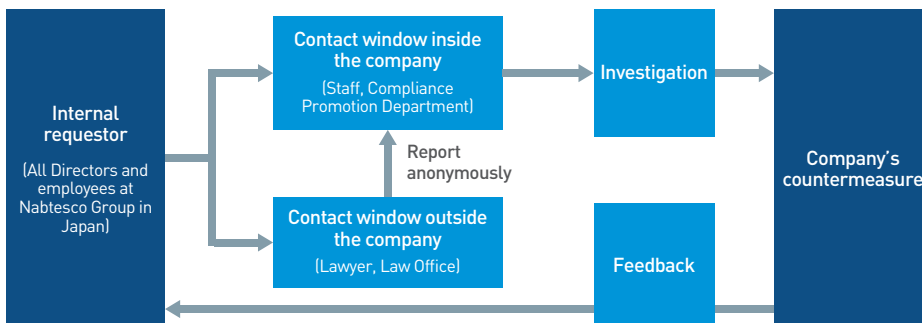 Internal
requestor
(All Directors and
employees at
Nabtesco Group in
Japan)
Contact window inside
the company
(Staff, Compliance
Promotion Department)
Report
anonymously
Contact window outside
the company
(Lawyer, Law Office)
Investigation
Feedback
Company's
countermeasure